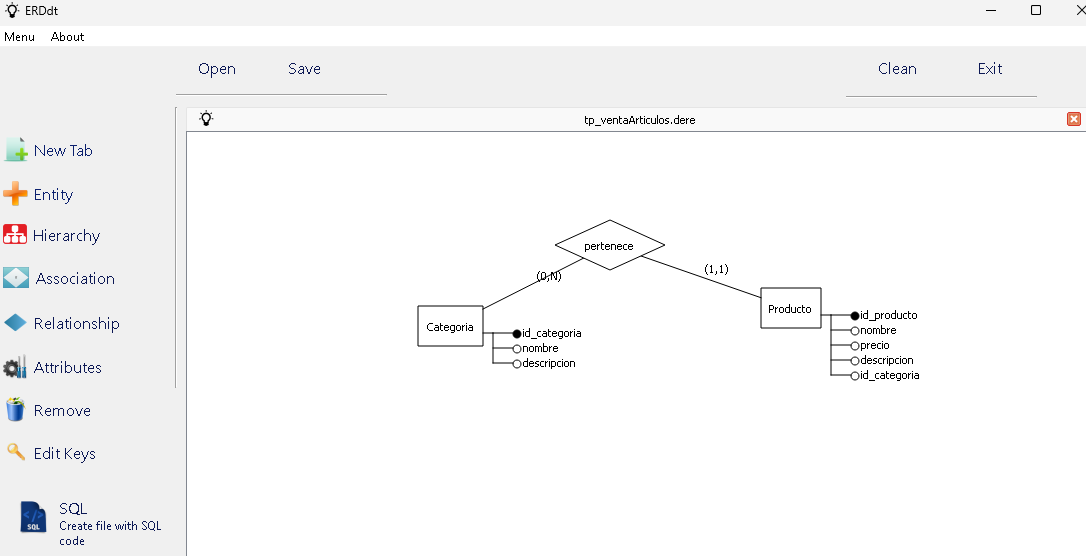 ERDdt
Menu About
Open Save Clean Exit
tp_ventaArticulos.dere
New Tab
Entity
Hierarchy
Association
Relationship
Attributes
Remove
Edit Keys
SQL
Create file with SQL
code
SQL
pertenece
(0,N)
(1,1)
Categoria
id_categoria
nombre
descripcion
Producto
id_producto
nombre
precio
descripcion
id_categoria